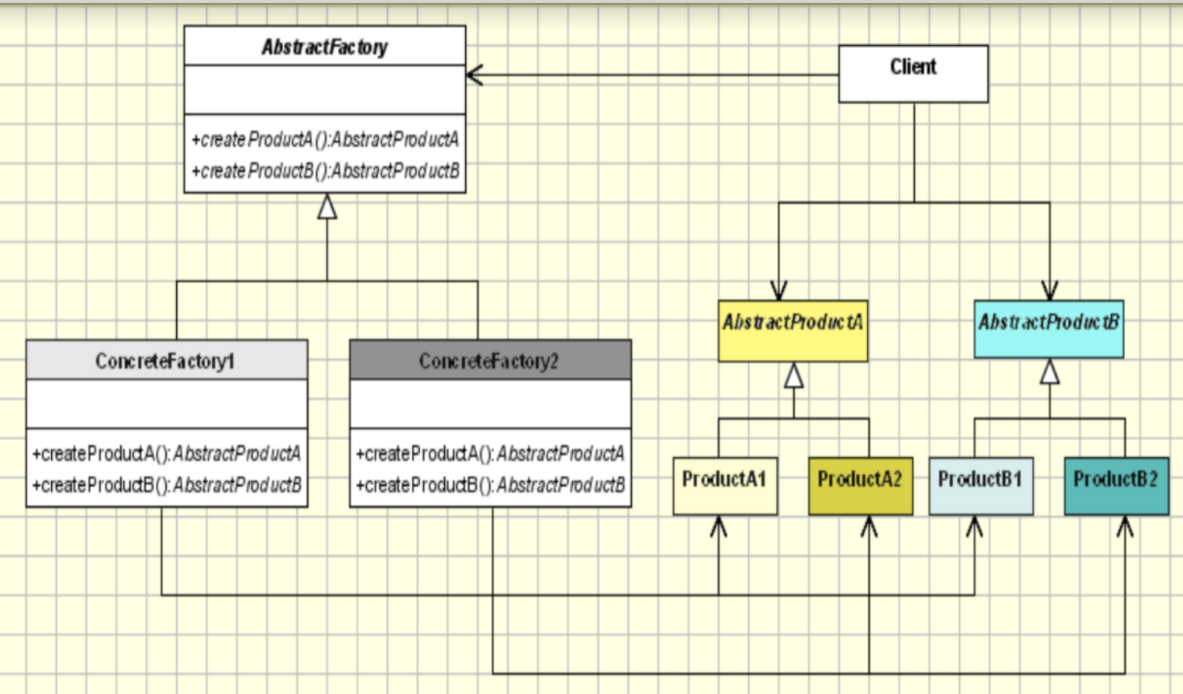 AbstractFactory
+createProductA():AbstractProductA
+createProductB():AbstractProductB
Client
ConcreteFactory1
+createProductA(): AbstractProductA
+createProductB(): AbstractProductB
ConcreteFactory2
+createProductA(): AbstractProductA
+createProductB(): AbstractProductB
AbstractProductA
AbstractProductB
ProductA1
ProductA2
ProductB1
ProductB2